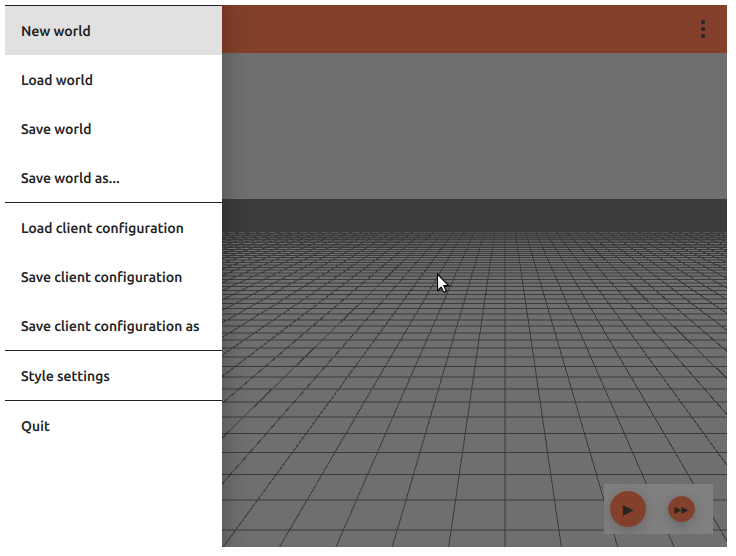 New world
Load world
Save world
Save world as...
Load client configuration
Save client configuration
Save client configuration as
Style settings
Quit